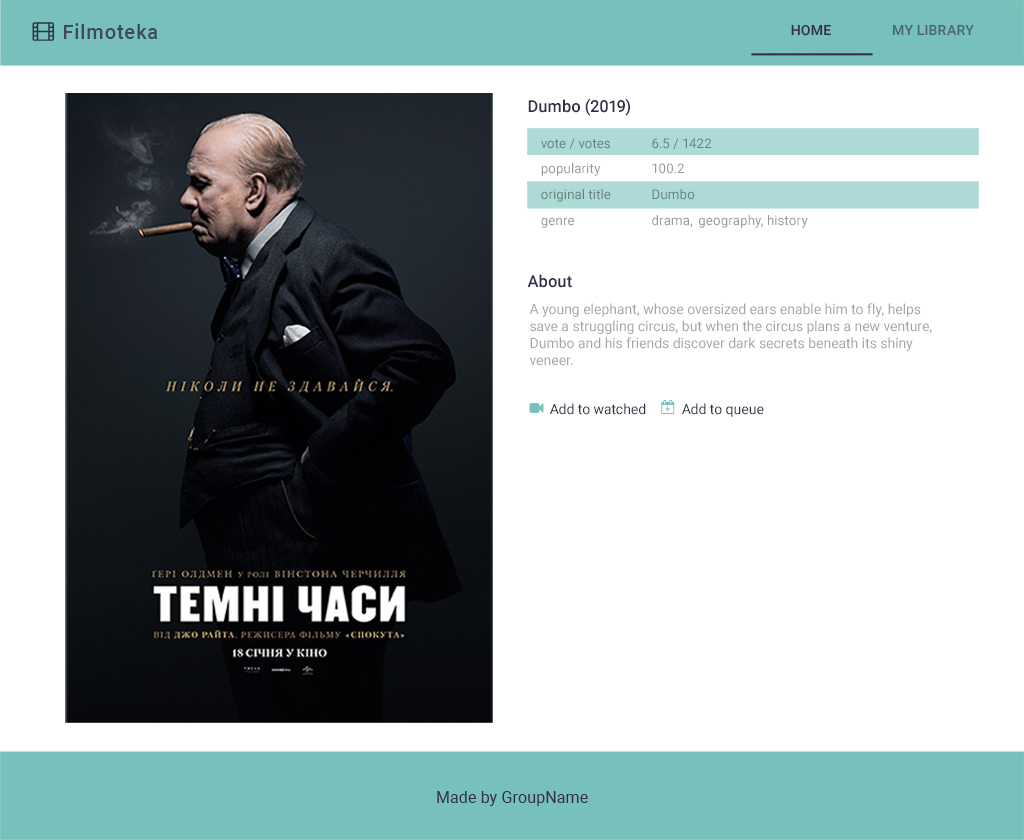 Filmoteka
HOME
MY LIBRARY
Dumbo (2019)
vote / votes 6.5 / 1422
popularity 100.2
original title Dumbo
genre drama, geography, history
About
A young elephant, whose oversized ears enable him to fly, helps
save a struggling circus, but when the circus plans a new venture,
Dumbo and his friends discover dark secrets beneath its shiny
veneer.
Add to watched Add to queue
НІКОЛИ НЕ ЗДАВАЙСЯ.
ҐЕРІ ОЛДМЕН У РОЛІ ВІНСТОНА ЧЕРЧИЛЛЯ
ТЕМНІ ЧАСИ
ВІД ДЖО РАЙТА, РЕЖИСЕРА ФІЛЬМУ «СПОКУТА»
18 СІЧНЯ У КІНО
Made by GroupName